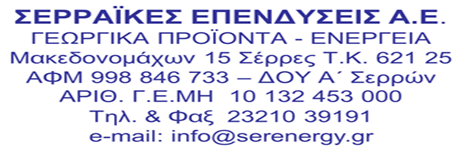 ΣΕΡΡΑΪΚΕΣ ΕΠΕΝΔΥΣΕΙΣ Α.Ε.
ΓΕΩΡΓΙΚΑ ΠΡΟΪΟΝΤΑ - ΕΝΕΡΓΕΙΑ
Μακεδονομάχων 15 Σέρρες Τ.Κ. 621 25
ΑΦΜ 998 846 733 – ΔΟΥ Α΄ Σερρών
ΑΡΙΘ. Γ.Ε.ΜΗ 10 132 453 000
Τηλ. & Φαξ 23210 39191
e-mail: info@serenergy.gr